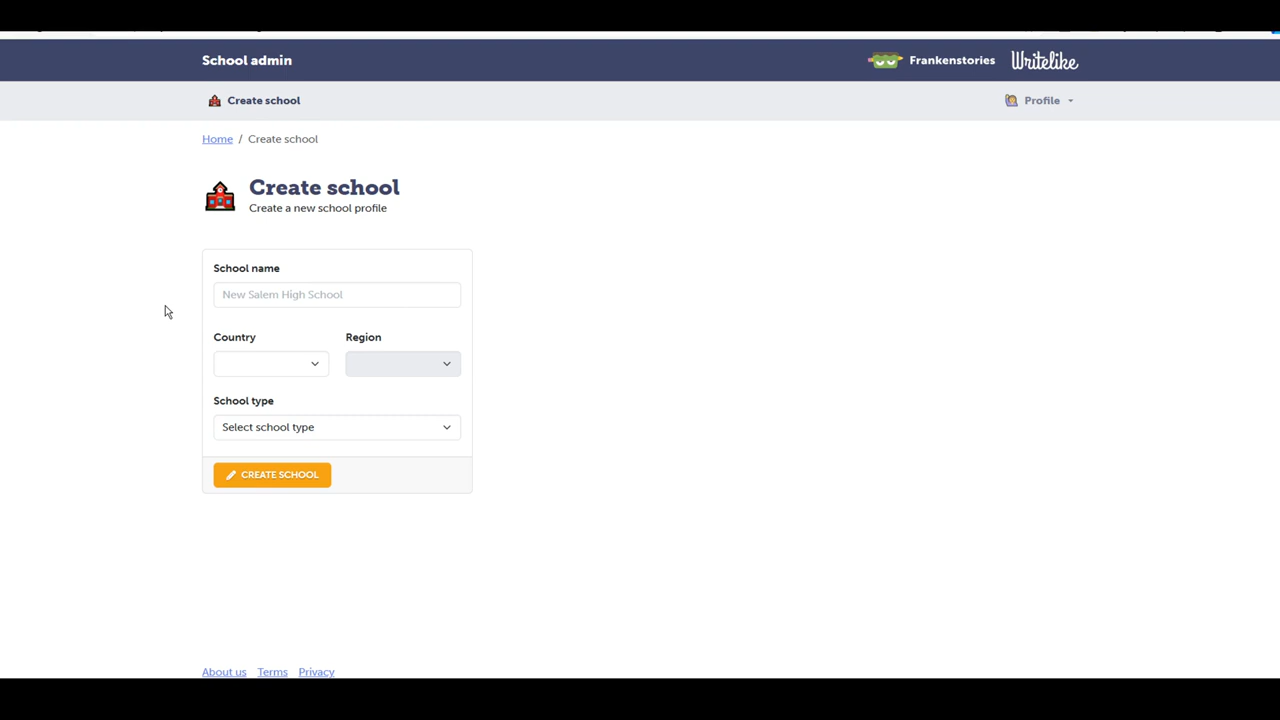 School admin
Frankenstories
Writelike
Create school
Profile
Home / Create school
Create school
Create a new school profile
School name
New Salem High School
Country
Region
School type
Select school type
CREATE SCHOOL
About us
Terms
Privacy